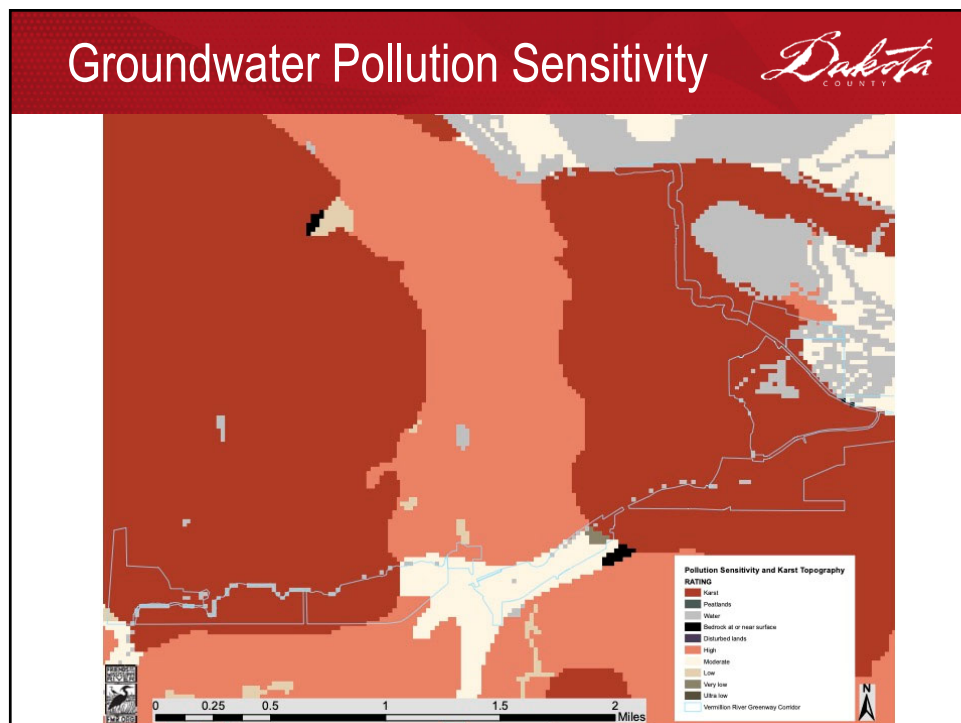 Groundwater Pollution Sensitivity
Dakota
COUNTY
Pollution Sensitivity and Karst Topography
RATING
Karst
Peatlands
Water
Bedrock at or near surface
Disturbed lands
High
Moderate
Low
Very low
Ultra low
Vermillion River Greenway Corridor
FMR.ORG
0 0.25 0.5 1 1.5 2
Miles
N